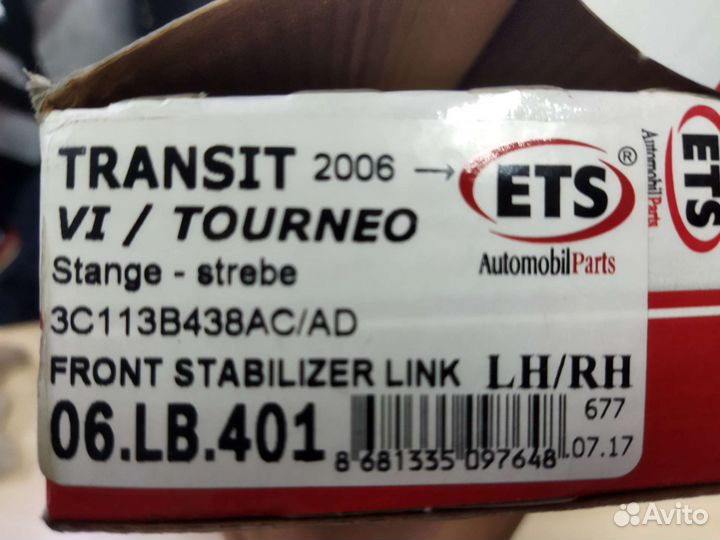 TRANSIT 2006 →
VI / TOURNEO
Stange - strebe
3C113B438AC/AD
FRONT STABILIZER LINK LH/RH
06.LB.401
8 681335 097648
677
.07.17
ETS ®
AutomobilParts
ETS
AutomobilParts
Avito